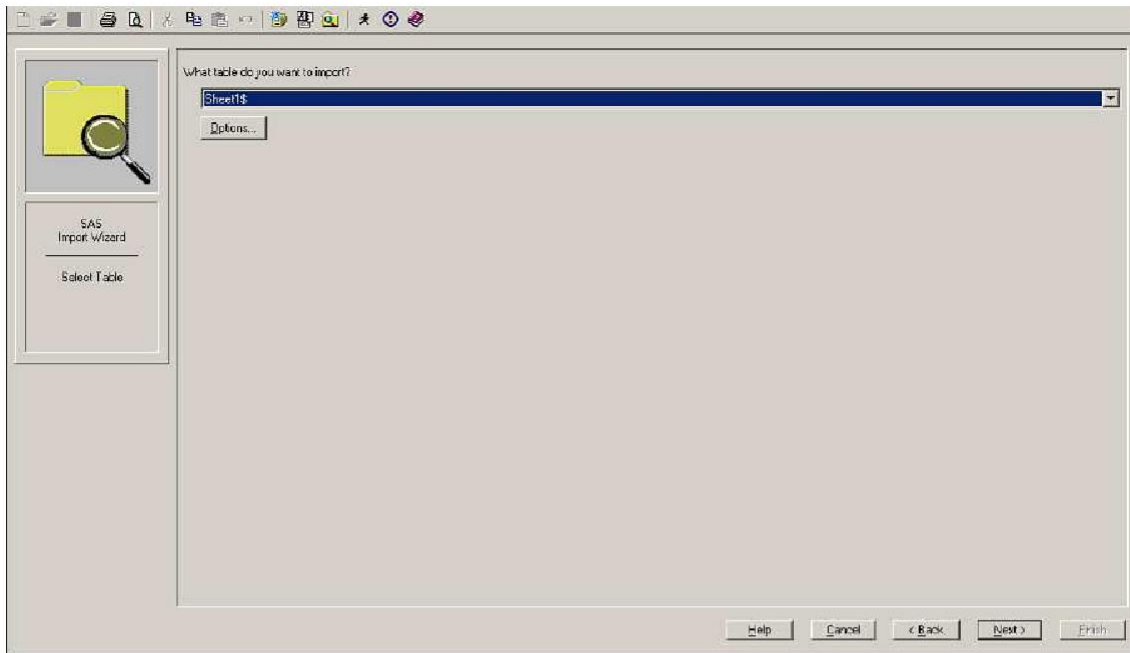 What table do you want to import?
Sheet1$
Options...
SAS
Import Wizard
Select Table
Help
Cancel
< Back
Next >
Finish